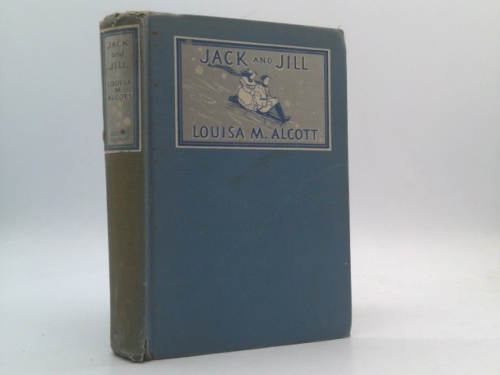 JACK
and
JILL
LOUISA
M.
ALCOTT
JACK AND JILL
LOUISA M. ALCOTT